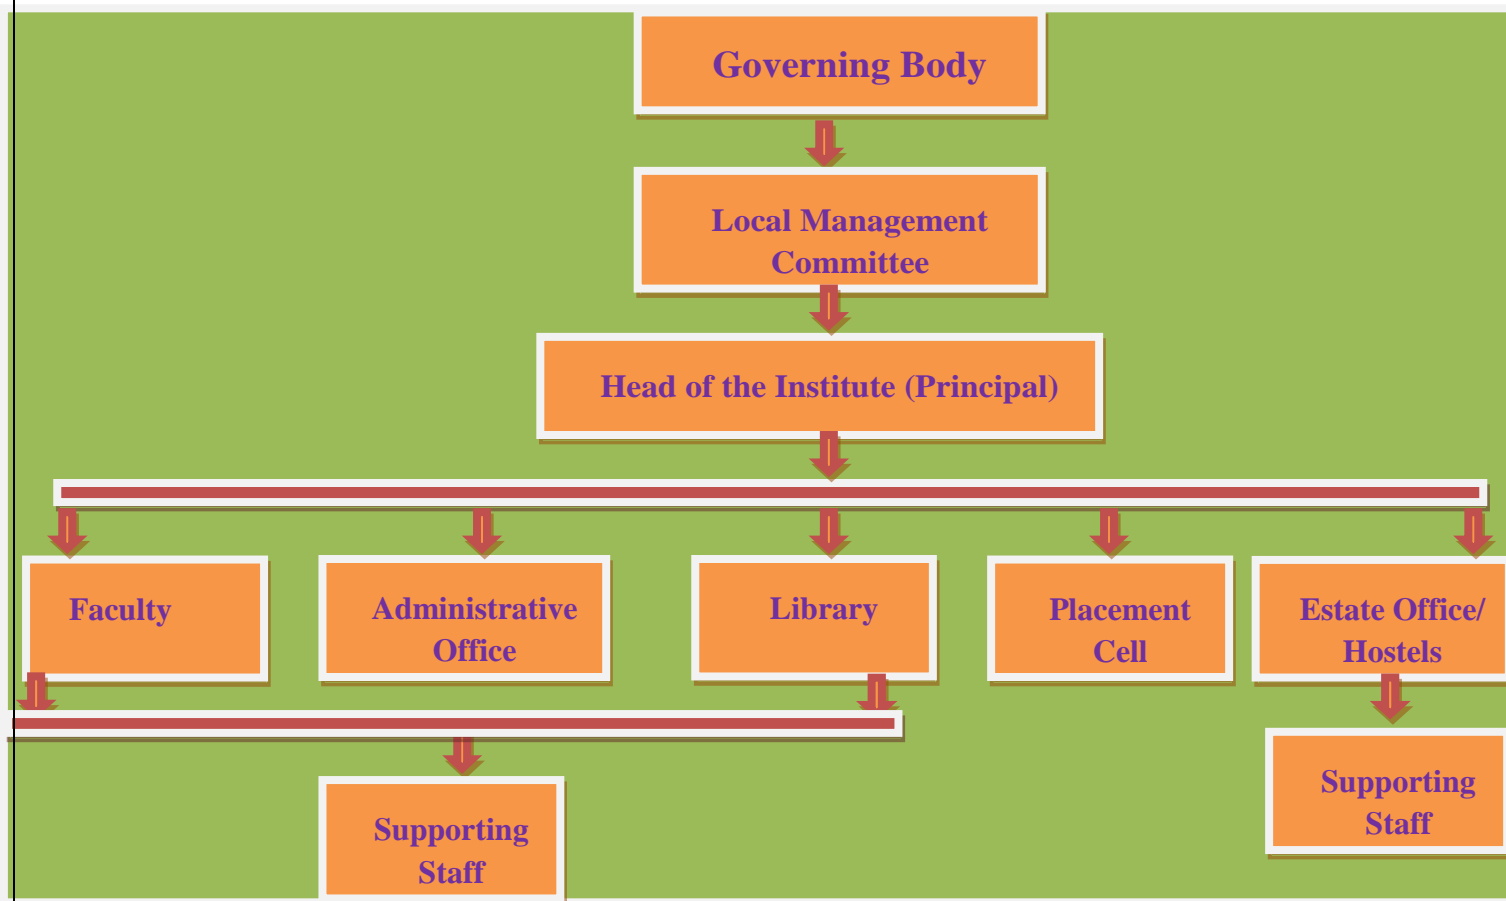 Governing Body
Local Management
Committee
Head of the Institute (Principal)
Faculty
Administrative
Office
Library
Placement
Cell
Estate Office/
Hostels
Supporting
Staff
Supporting
Staff